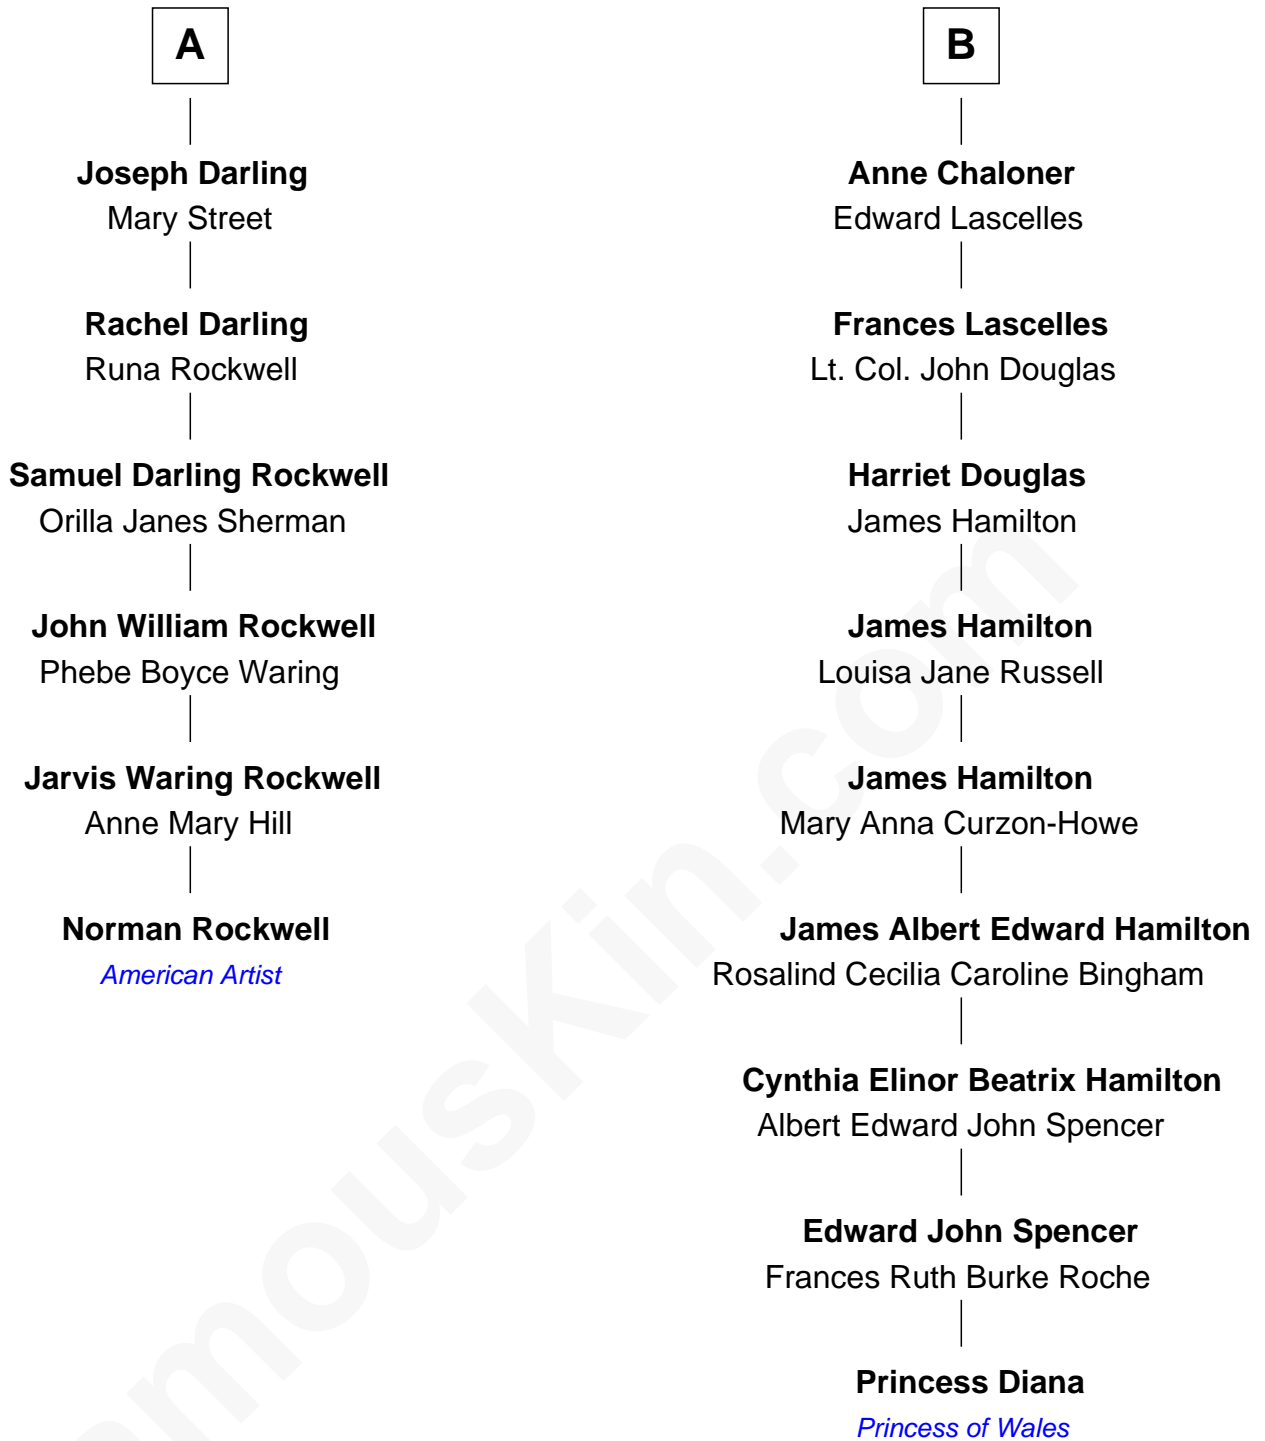 A
Joseph Darling
Mary Street
Rachel Darling
Runa Rockwell
Samuel Darling Rockwell
Orilla Janes Sherman
John William Rockwell
Phebe Boyce Waring
Jarvis Waring Rockwell
Anne Mary Hill
Norman Rockwell
American Artist
B
Anne Chaloner
Edward Lascelles
Frances Lascelles
Lt. Col. John Douglas
Harriet Douglas
James Hamilton
James Hamilton
Louisa Jane Russell
James Hamilton
Mary Anna Curzon-Howe
James Albert Edward Hamilton
Rosalind Cecilia Caroline Bingham
Cynthia Elinor Beatrix Hamilton
Albert Edward John Spencer
Edward John Spencer
Frances Ruth Burke Roche
Princess Diana
Princess of Wales
mouskin.com